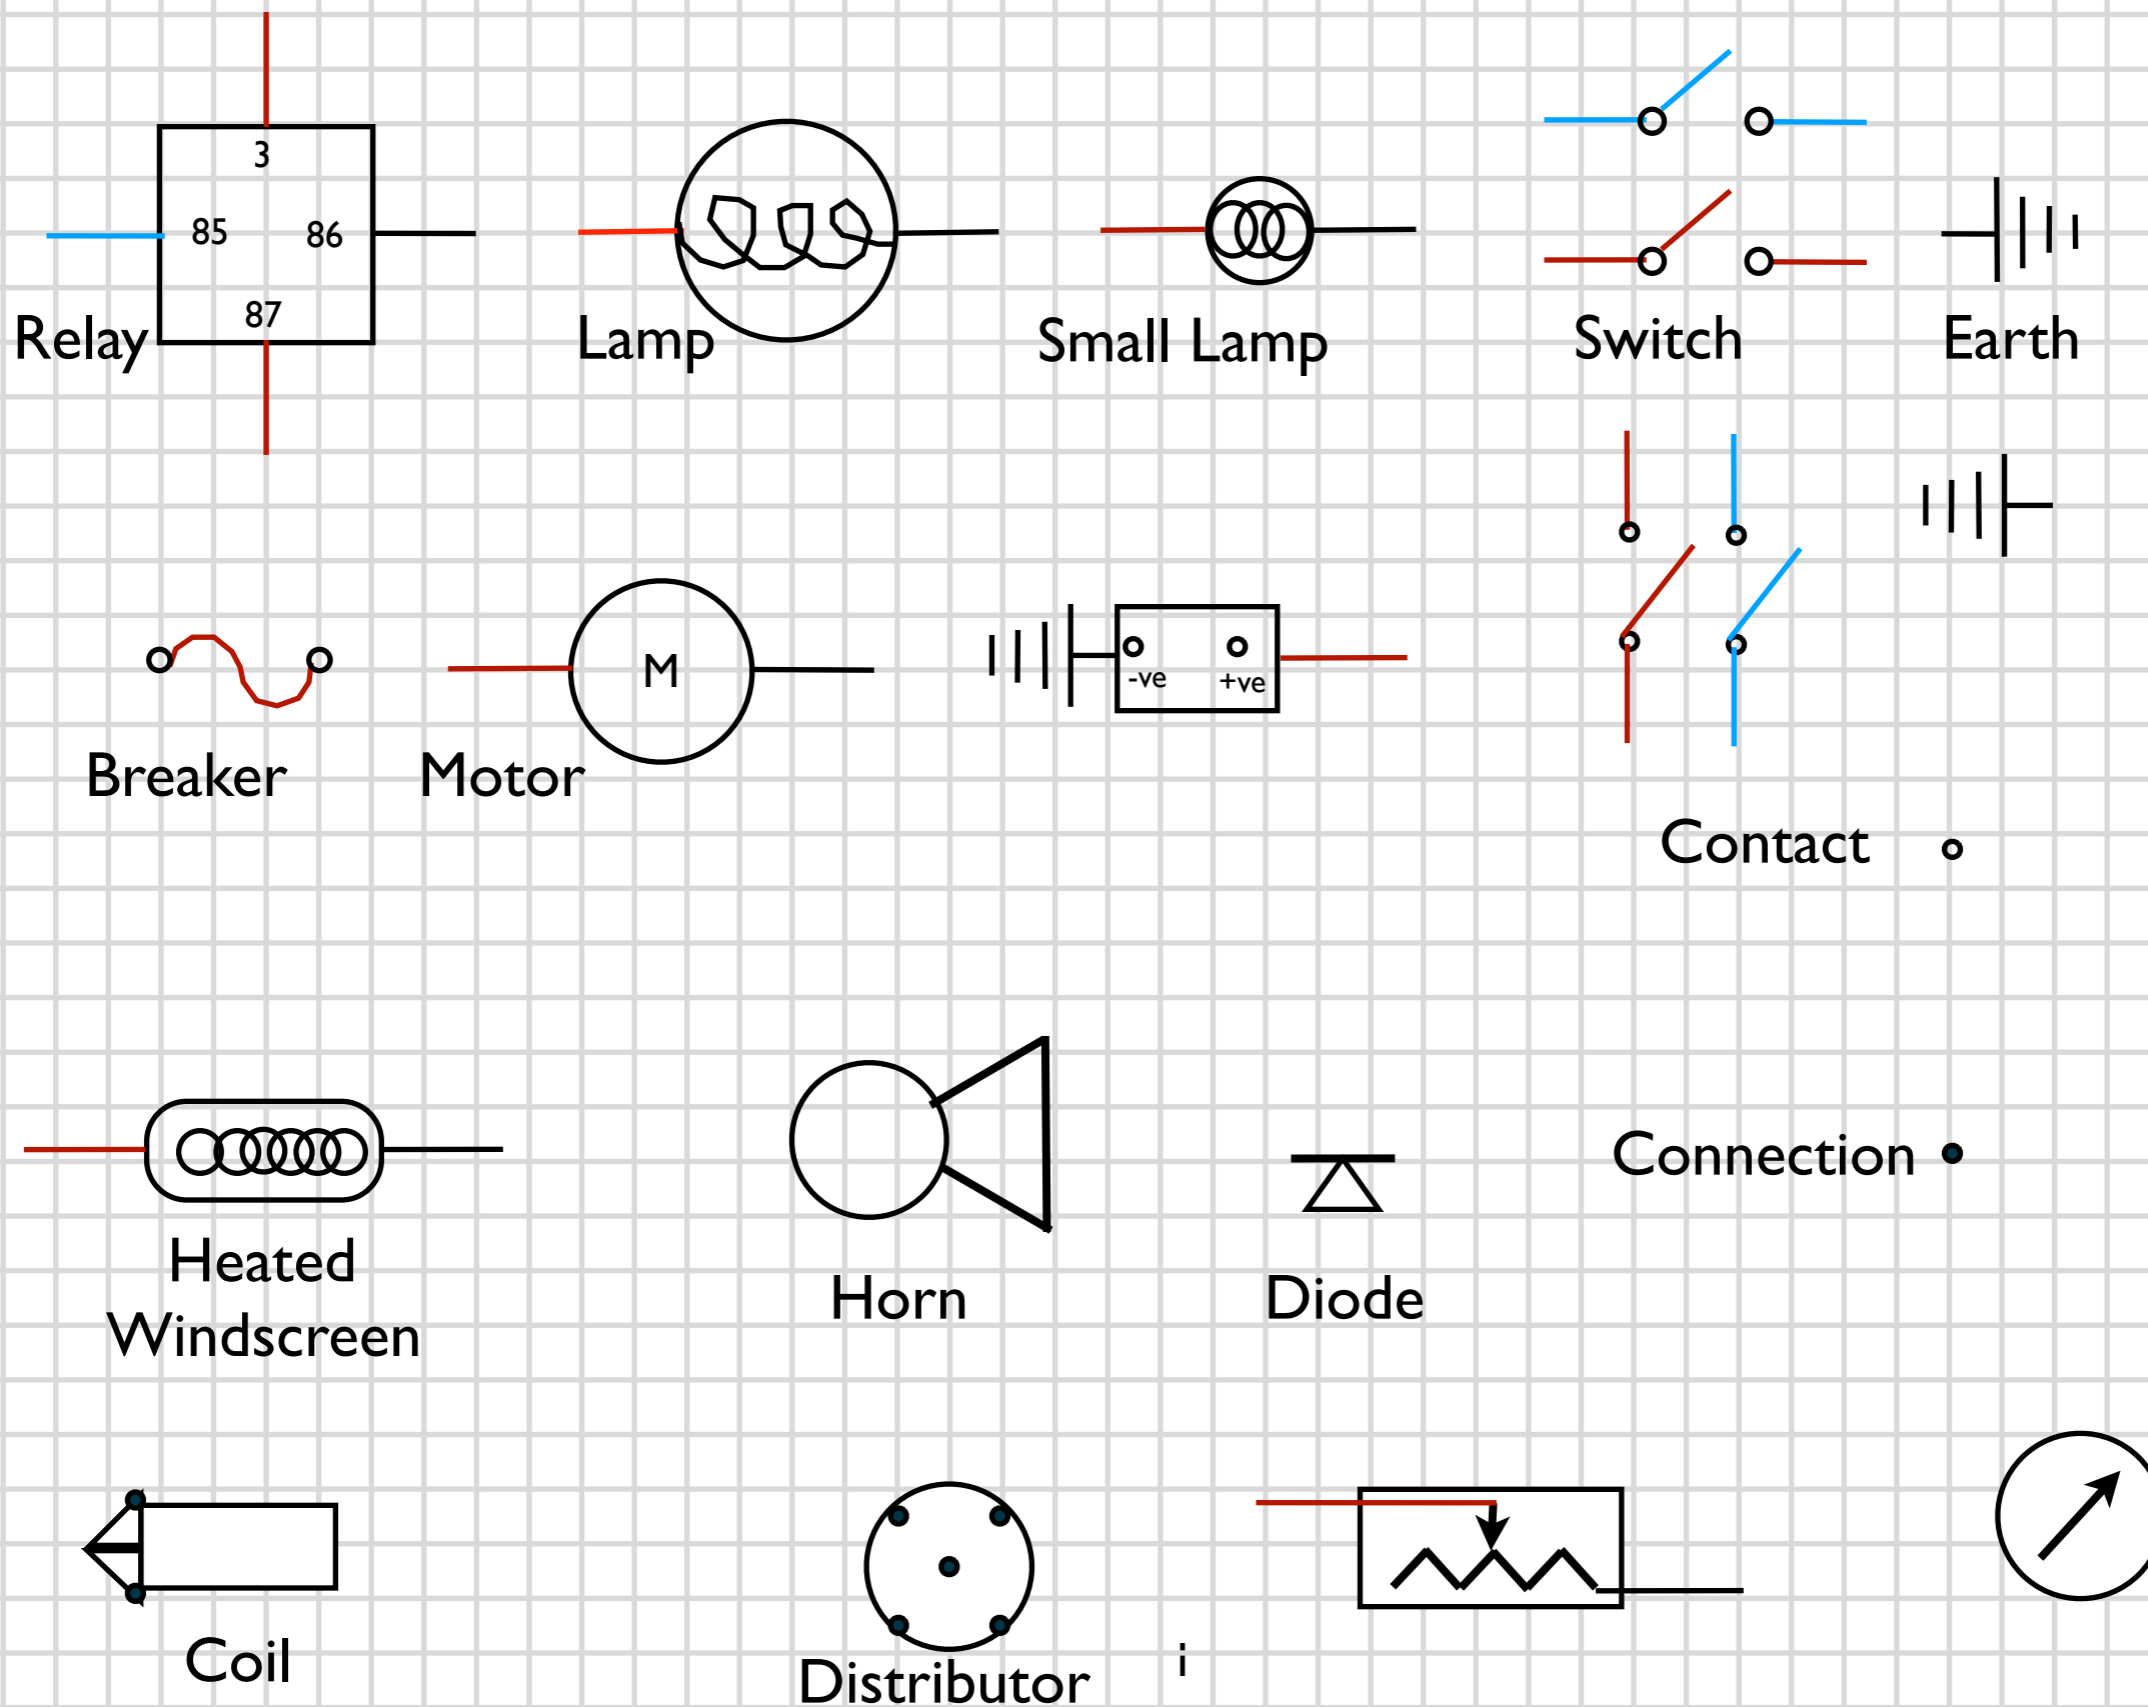 3
85
86
87
Relay
Lamp
Small Lamp
Switch
Earth
M
-ve
+ve
Breaker
Motor
Contact
Connection
Heated
Windscreen
Horn
Diode
Coil
Distributor
i